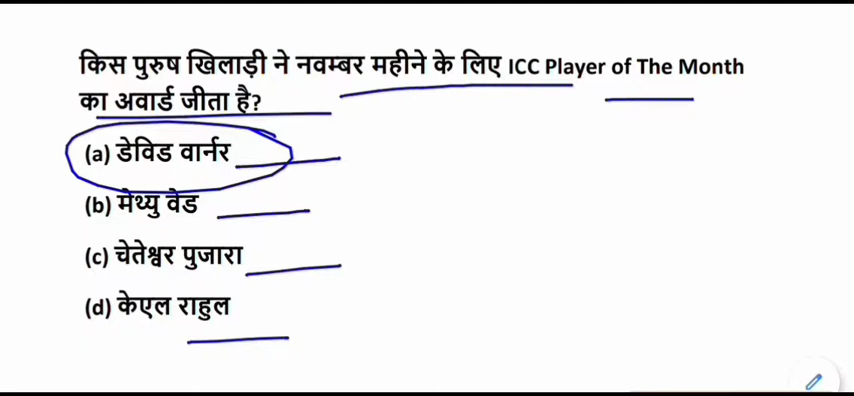 किस पुरुष खिलाड़ी ने नवम्बर महीने के लिए ICC Player of The Month
का अवार्ड जीता है?
(a) डेविड वार्नर
(b) मेथ्यु वेड
(c) चेतेश्वर पुजारा
(d) केएल राहुल